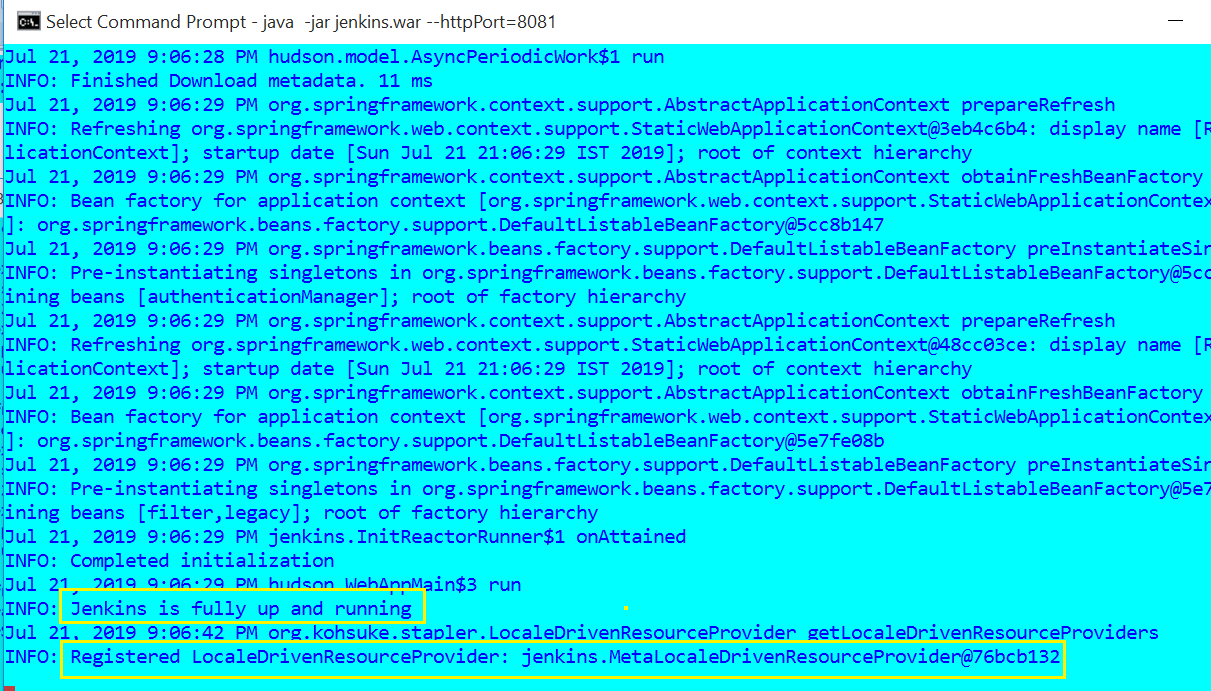 Select Command Prompt - java -jar jenkins.war --httpPort=8081
Jul 21, 2019 9:06:28 PM hudson.model.AsyncPeriodicWork$1 run
INFO: Finished Download metadata. 11 ms
Jul 21, 2019 9:06:29 PM org.springframework.context.support.AbstractApplicationContext prepareRefresh
INFO: Refreshing org.springframework.web.context.support.StaticWebApplicationContext@3eb4c6b4: display name [R
licationContext]; startup date [Sun Jul 21 21:06:29 IST 2019]; root of context hierarchy
Jul 21, 2019 9:06:29 PM org.springframework.context.support.AbstractApplicationContext obtainFreshBeanFactory
INFO: Bean factory for application context [org.springframework.web.context.support.StaticWebApplicationContex
]: org.springframework.beans.factory.support.DefaultListableBeanFactory@5cc8b147
Jul 21, 2019 9:06:29 PM org.springframework.beans.factory.support.DefaultListableBeanFactory preInstantiateSin
INFO: Pre-instantiating singletons in org.springframework.beans.factory.support.DefaultListableBeanFactory@5cc
ining beans [authenticationManager]; root of factory hierarchy
Jul 21, 2019 9:06:29 PM org.springframework.context.support.AbstractApplicationContext prepareRefresh
INFO: Refreshing org.springframework.web.context.support.StaticWebApplicationContext@48cc03ce: display name [R
licationContext]; startup date [Sun Jul 21 21:06:29 IST 2019]; root of context hierarchy
Jul 21, 2019 9:06:29 PM org.springframework.context.support.AbstractApplicationContext obtainFreshBeanFactory
INFO: Bean factory for application context [org.springframework.web.context.support.StaticWebApplicationContex
]: org.springframework.beans.factory.support.DefaultListableBeanFactory@5e7fe08b
Jul 21, 2019 9:06:29 PM org.springframework.beans.factory.support.DefaultListableBeanFactory preInstantiateSin
INFO: Pre-instantiating singletons in org.springframework.beans.factory.support.DefaultListableBeanFactory@5e7
ining beans [filter,legacy]; root of factory hierarchy
Jul 21, 2019 9:06:29 PM jenkins.InitReactorRunner$1 onAttained
INFO: Completed initialization
Jul 21, 2019 9:06:29 PM hudson.WebAppMain$3 run
INFO: Jenkins is fully up and running
Jul 21, 2019 9:06:42 PM org.kohsuke.stapler.LocaleDrivenResourceProvider getLocaleDrivenResourceProviders
INFO: Registered LocaleDrivenResourceProvider: jenkins.MetaLocaleDrivenResourceProvider@76bcb132